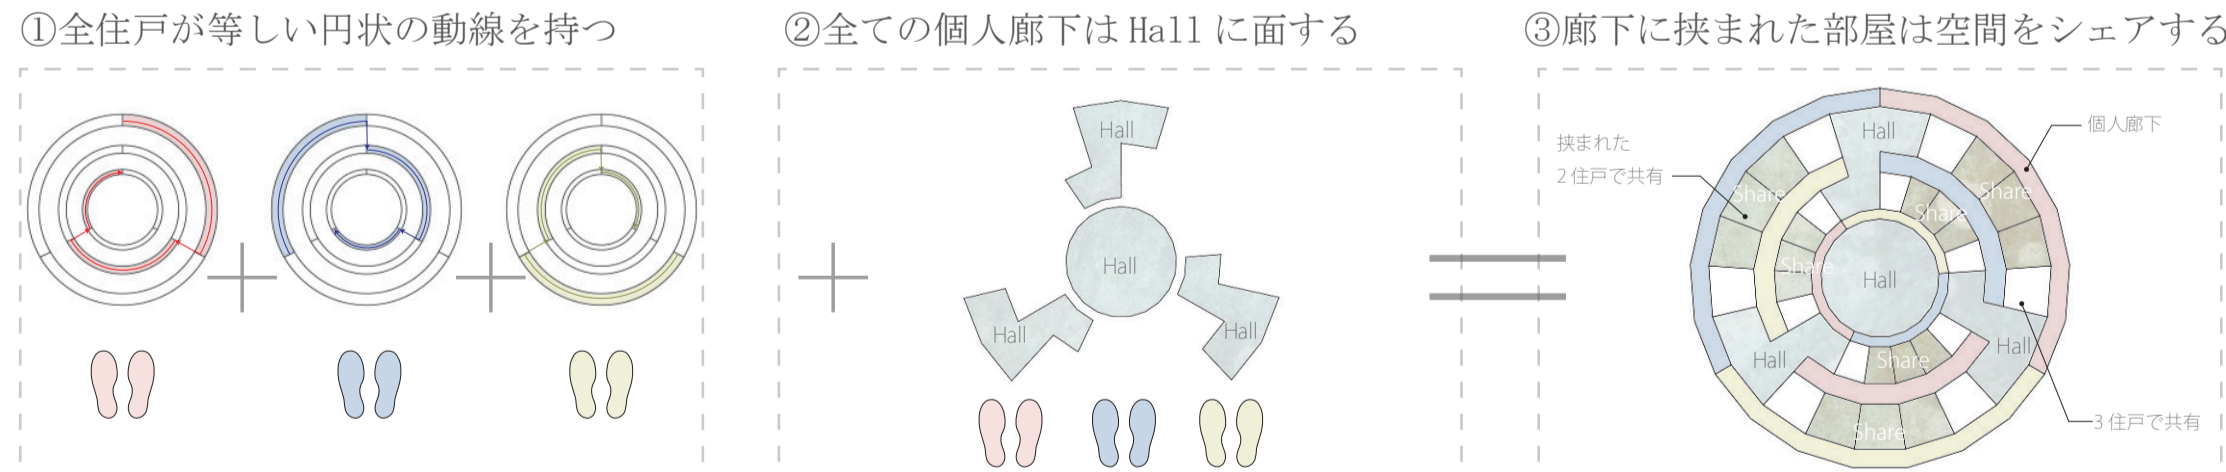 ①全住戸が等しい円状の動線を持つ
②全ての個人廊下は Hall に面する
Hall
Hall
Hall
Hall
③廊下に挟まれた部屋は空間をシェアする
個人廊下
挟まれた
2 住戸で共有
Hall
Share
Share
Share
Share
Hall
Hall
Hall
Share
Share
3 住戸で共有